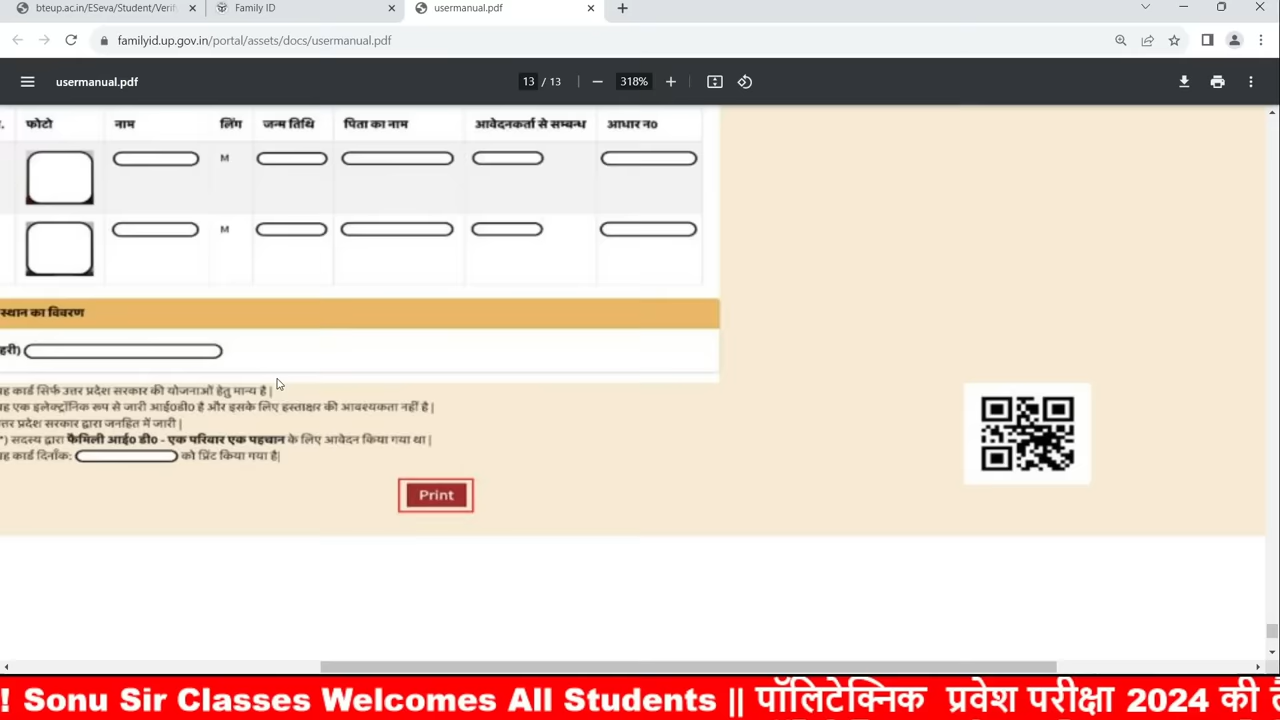 bteup.ac.in/ESeva/Student/Verif
Family ID
usermanual.pdf
familyid.up.gov.in/portal/assets/docs/usermanual.pdf
usermanual.pdf
13 / 13
318%
फोटो नाम लिंग जन्म तिथि पिता का नाम आवेदनकर्ता से सम्बन्ध आधार न0
M
M
स्थान का विवरण
हरी)
ह कार्ड सिर्फ उत्तर प्रदेश सरकार की योजनाओं हेतु मान्य है |
ह एक इलेक्ट्रॉनिक रूप से जारी आई0डी0 है और इसके लिए हस्ताक्षर की आवश्यकता नहीं है |
त्तर प्रदेश सरकार द्वारा जनहित में जारी |
*) सदस्य द्वारा फैमिली आई0 डी0 - एक परिवार एक पहचान के लिए आवेदन किया गया था |
ह कार्ड दिनाँक: को प्रिंट किया गया है|
Print
! Sonu Sir Classes Welcomes All Students || पॉलिटेक्निक प्रवेश परीक्षा 2024 की